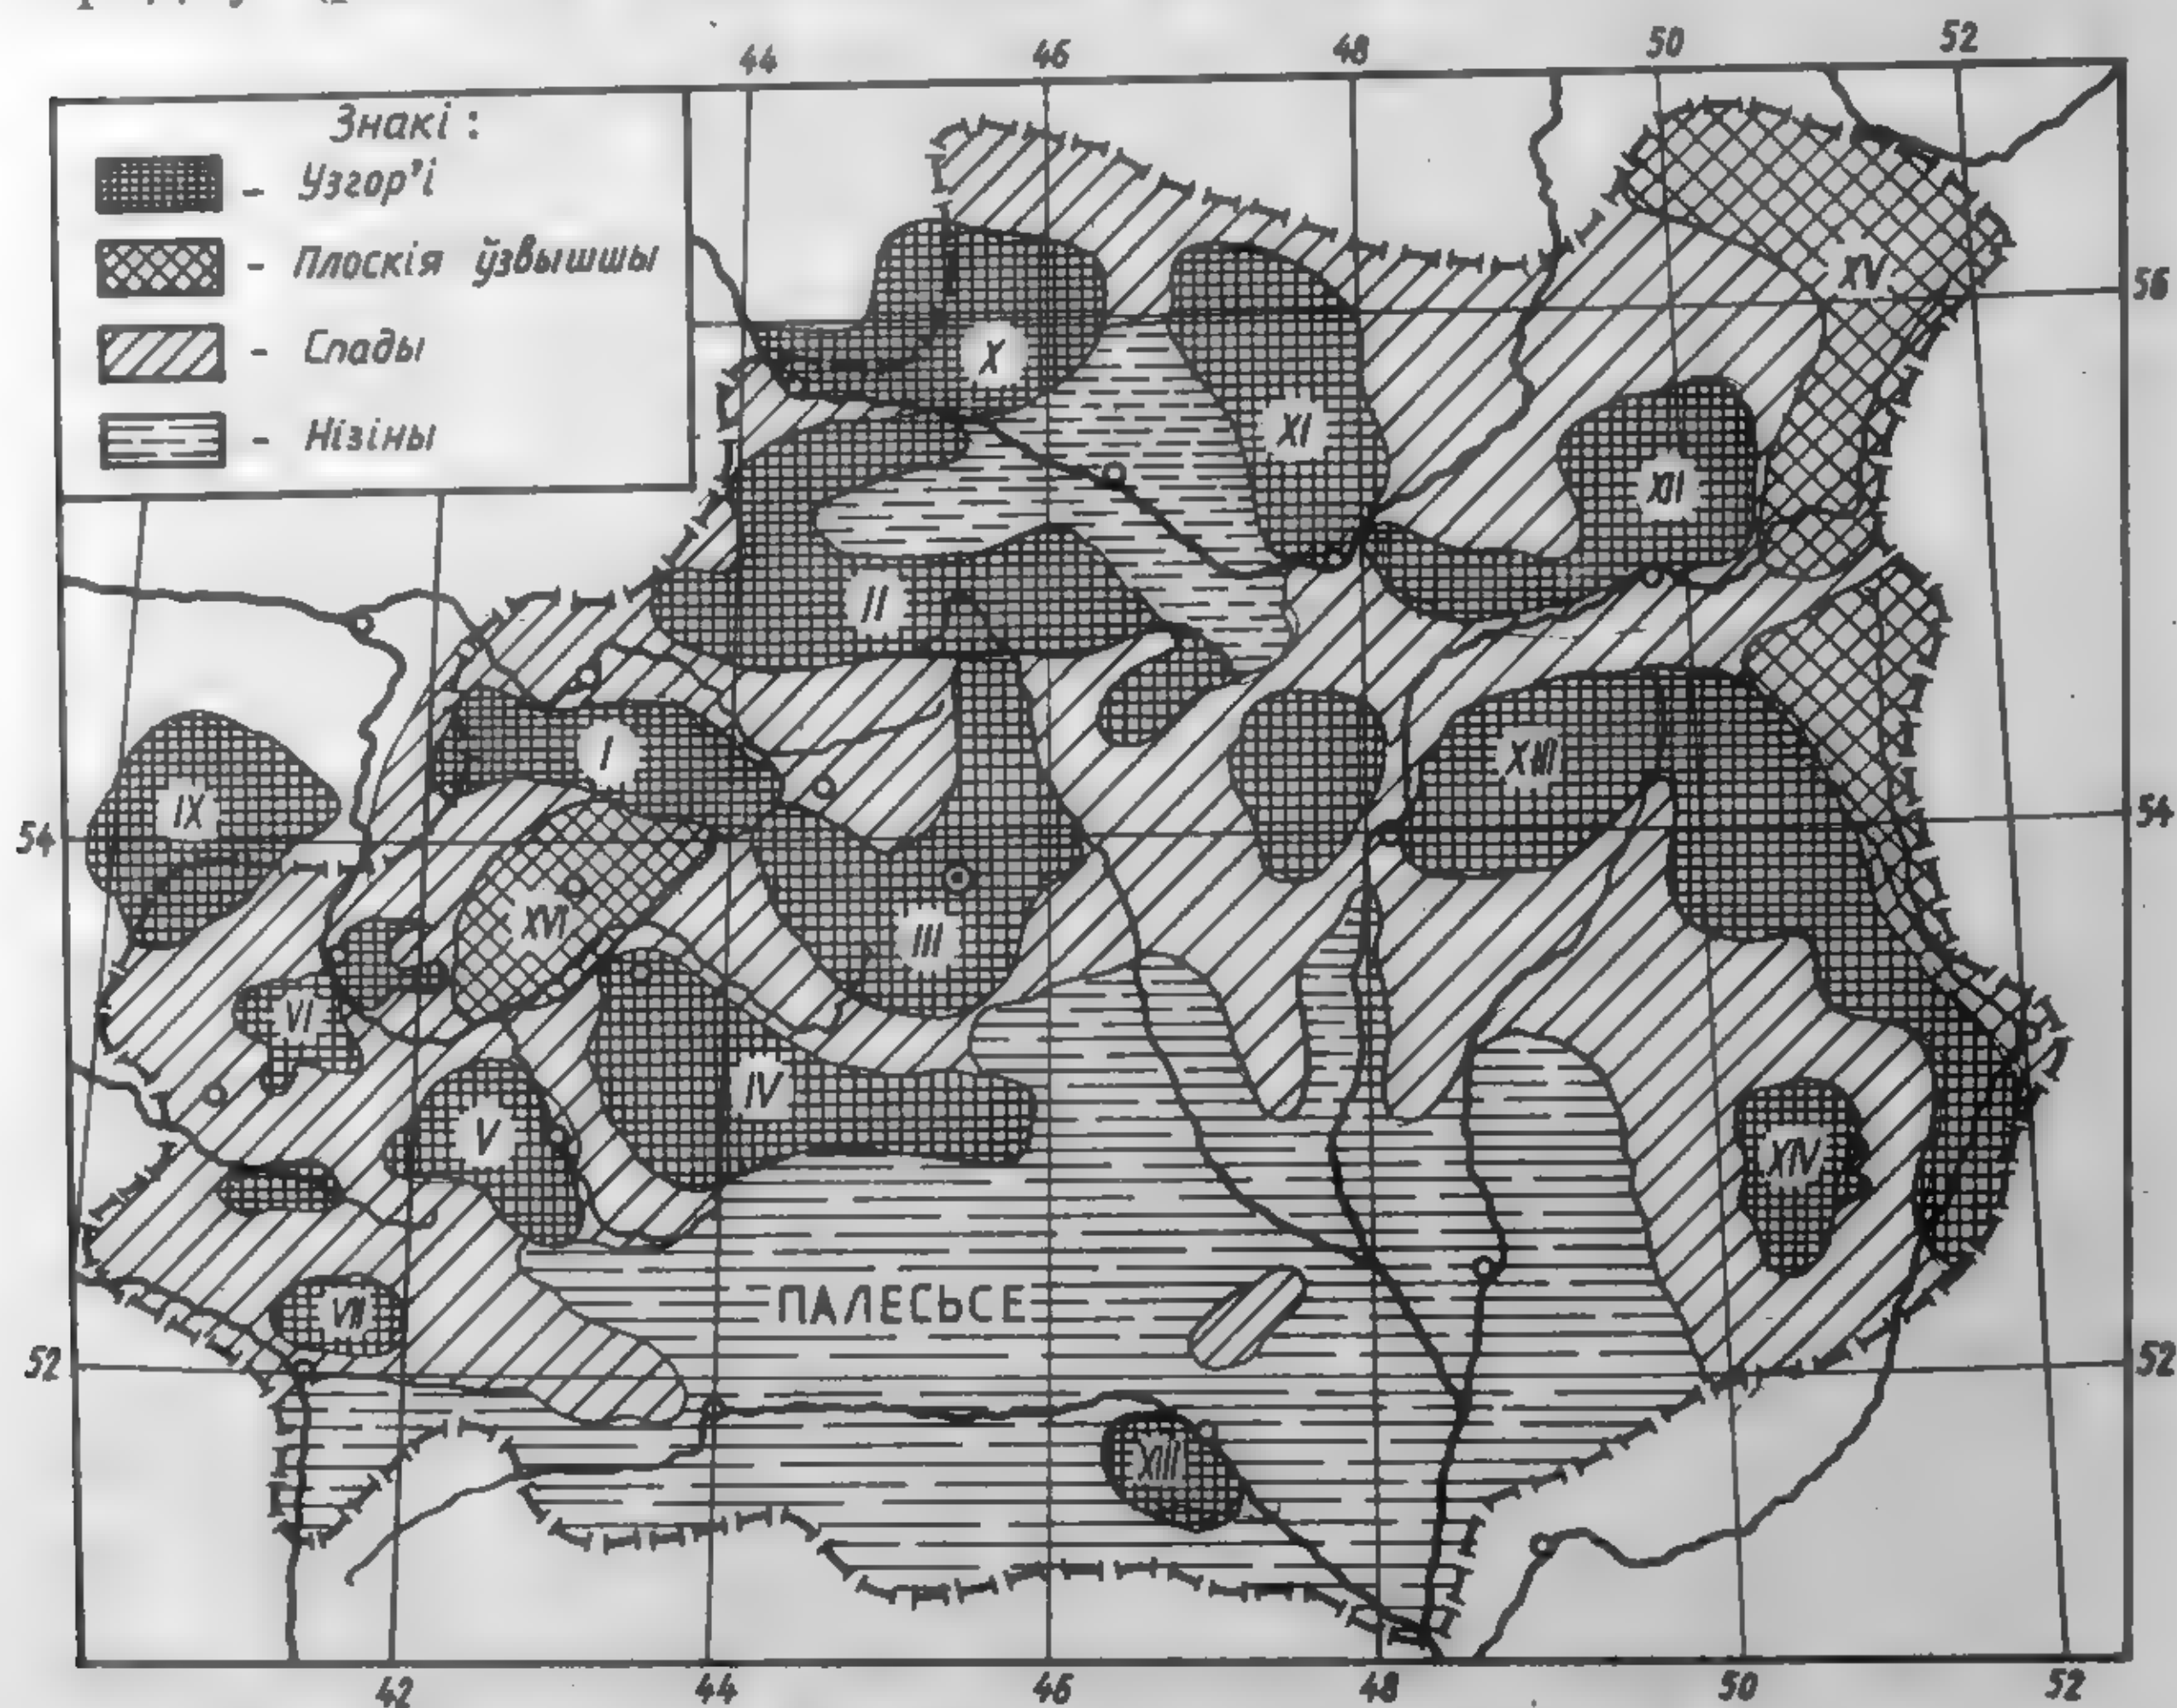 44 46 48 50 52
Знакі :
- Узгор'і
- Плоскія ўзвышшы
- Спады
- Нізіны
XV
56
X
XI
XII
II
I
XIII
IX
54
54
XVI
III
VI
IV
V
XIV
ПАЛЕСЬСЕ
VII
52
52
XIII
42 44 46 48 50 52